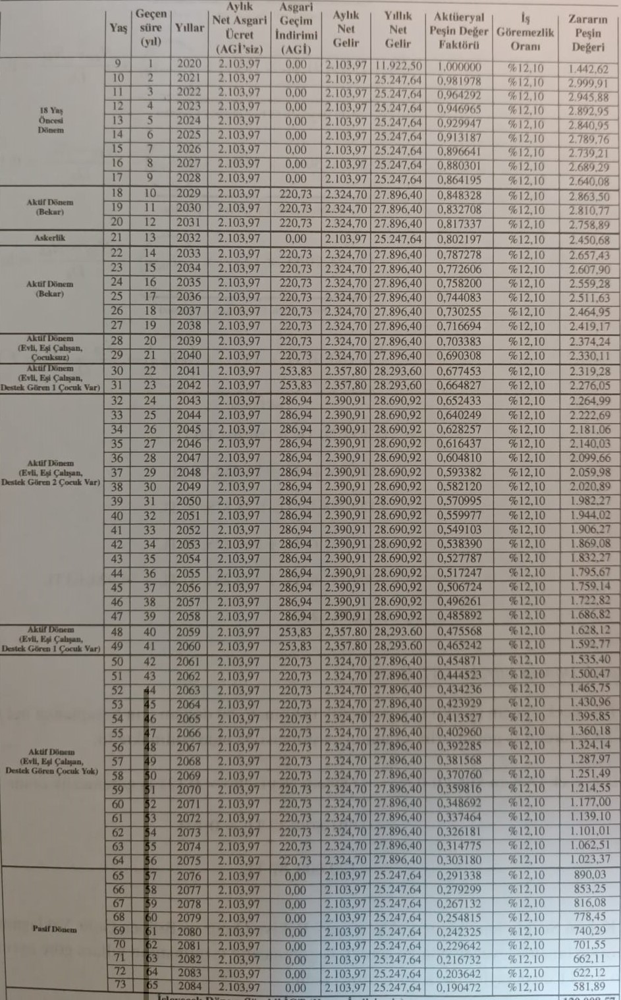 Yaş Geçen süre (yıl) Yıllar Aylık Net Asgari Ücret (AGİ'siz) Asgari Geçim İndirimi (AGİ) Aylık Net Gelir Yıllık Net Gelir Aktüeryal Peşin Değer Faktörü İş Göremezlik Oranı Zararın Peşin Değeri
18 Yaş Öncesi Dönem
9 1 2020 2.103,97 0,00 2.103,97 11.922,50 1,000000 %12,10 1.442,62
10 2 2021 2.103,97 0,00 2.103,97 25.247,64 0,981978 %12,10 2.999,91
11 3 2022 2.103,97 0,00 2.103,97 25.247,64 0,964292 %12,10 2.945,88
12 4 2023 2.103,97 0,00 2.103,97 25.247,64 0,946965 %12,10 2.892,95
13 5 2024 2.103,97 0,00 2.103,97 25.247,64 0,929947 %12,10 2.840,95
14 6 2025 2.103,97 0,00 2.103,97 25.247,64 0,913187 %12,10 2.789,76
15 7 2026 2.103,97 0,00 2.103,97 25.247,64 0,896641 %12,10 2.739,21
16 8 2027 2.103,97 0,00 2.103,97 25.247,64 0,880301 %12,10 2.689,29
17 9 2028 2.103,97 0,00 2.103,97 25.247,64 0,864195 %12,10 2.640,08
Aktif Dönem (Bekar)
18 10 2029 2.103,97 220,73 2.324,70 27.896,40 0,848328 %12,10 2.863,50
19 11 2030 2.103,97 220,73 2.324,70 27.896,40 0,832708 %12,10 2.810,77
20 12 2031 2.103,97 220,73 2.324,70 27.896,40 0,817337 %12,10 2.758,89
Askerlik 21 13 2032 2.103,97 0,00 2.103,97 25.247,64 0,802197 %12,10 2.450,68
Aktif Dönem (Bekar)
22 14 2033 2.103,97 220,73 2.324,70 27.896,40 0,787278 %12,10 2.657,43
23 15 2034 2.103,97 220,73 2.324,70 27.896,40 0,772606 %12,10 2.607,90
24 16 2035 2.103,97 220,73 2.324,70 27.896,40 0,758200 %12,10 2.559,28
25 17 2036 2.103,97 220,73 2.324,70 27.896,40 0,744083 %12,10 2.511,63
26 18 2037 2.103,97 220,73 2.324,70 27.896,40 0,730255 %12,10 2.464,95
27 19 2038 2.103,97 220,73 2.324,70 27.896,40 0,716694 %12,10 2.419,17
Aktif Dönem (Evli, Eşi Çalışan, Çocuksuz)
28 20 2039 2.103,97 220,73 2.324,70 27.896,40 0,703383 %12,10 2.374,24
29 21 2040 2.103,97 220,73 2.324,70 27.896,40 0,690308 %12,10 2.330,11
Aktif Dönem (Evli, Eşi Çalışan, Destek Gören 1 Çocuk Var)
30 22 2041 2.103,97 253,83 2.357,80 28.293,60 0,677453 %12,10 2.319,28
31 23 2042 2.103,97 253,83 2.357,80 28.293,60 0,664827 %12,10 2.276,05
Aktif Dönem (Evli, Eşi Çalışan, Destek Gören 2 Çocuk Var)
32 24 2043 2.103,97 286,94 2.390,91 28.690,92 0,652433 %12,10 2.264,99
33 25 2044 2.103,97 286,94 2.390,91 28.690,92 0,640249 %12,10 2.222,69
34 26 2045 2.103,97 286,94 2.390,91 28.690,92 0,628257 %12,10 2.181,06
35 27 2046 2.103,97 286,94 2.390,91 28.690,92 0,616437 %12,10 2.140,03
36 28 2047 2.103,97 286,94 2.390,91 28.690,92 0,604810 %12,10 2.099,66
37 29 2048 2.103,97 286,94 2.390,91 28.690,92 0,593382 %12,10 2.059,98
38 30 2049 2.103,97 286,94 2.390,91 28.690,92 0,582120 %12,10 2.020,89
39 31 2050 2.103,97 286,94 2.390,91 28.690,92 0,570995 %12,10 1.982,27
40 32 2051 2.103,97 286,94 2.390,91 28.690,92 0,559977 %12,10 1.944,02
41 33 2052 2.103,97 286,94 2.390,91 28.690,92 0,549103 %12,10 1.906,27
42 34 2053 2.103,97 286,94 2.390,91 28.690,92 0,538390 %12,10 1.869,08
43 35 2054 2.103,97 286,94 2.390,91 28.690,92 0,527787 %12,10 1.832,27
44 36 2055 2.103,97 286,94 2.390,91 28.690,92 0,517247 %12,10 1.795,67
45 37 2056 2.103,97 286,94 2.390,91 28.690,92 0,506724 %12,10 1.759,14
46 38 2057 2.103,97 286,94 2.390,91 28.690,92 0,496261 %12,10 1.722,82
47 39 2058 2.103,97 286,94 2.390,91 28.690,92 0,485892 %12,10 1.686,82
Aktif Dönem (Evli, Eşi Çalışan, Destek Gören 1 Çocuk Var)
48 40 2059 2.103,97 253,83 2,357.80 28,293.60 0,475568 %12,10 1.628,12
49 41 2060 2.103,97 253,83 2,357.80 28,293.60 0,465242 %12,10 1.592,77
Aktif Dönem (Evli, Eşi Çalışan, Destek Gören Çocuk Yok)
50 42 2061 2.103,97 220,73 2.324,70 27.896,40 0,454871 %12,10 1.535,40
51 43 2062 2.103,97 220,73 2.324,70 27.896,40 0,444523 %12,10 1.500,47
52 44 2063 2.103,97 220,73 2.324,70 27.896,40 0,434236 %12,10 1.465,75
53 45 2064 2.103,97 220,73 2.324,70 27.896,40 0,423929 %12,10 1.430,96
54 46 2065 2.103,97 220,73 2.324,70 27.896,40 0,413527 %12,10 1.395,85
55 47 2066 2.103,97 220,73 2.324,70 27.896,40 0,402960 %12,10 1.360,18
56 48 2067 2.103,97 220,73 2.324,70 27.896,40 0,392285 %12,10 1.324,14
57 49 2068 2.103,97 220,73 2.324,70 27.896,40 0,381568 %12,10 1.287,97
58 50 2069 2.103,97 220,73 2.324,70 27.896,40 0,370760 %12,10 1.251,49
59 51 2070 2.103,97 220,73 2.324,70 27.896,40 0,359816 %12,10 1.214,55
60 52 2071 2.103,97 220,73 2.324,70 27.896,40 0,348692 %12,10 1.177,00
61 53 2072 2.103,97 220,73 2.324,70 27.896,40 0,337464 %12,10 1.139,10
62 54 2073 2.103,97 220,73 2.324,70 27.896,40 0,326181 %12,10 1.101,01
63 55 2074 2.103,97 220,73 2.324,70 27.896,40 0,314775 %12,10 1.062,51
64 56 2075 2.103,97 220,73 2.324,70 27.896,40 0,303180 %12,10 1.023,37
Pasif Dönem
65 57 2076 2.103,97 0,00 2.103,97 25.247,64 0,291338 %12,10 890,03
66 58 2077 2.103,97 0,00 2.103,97 25.247,64 0,279299 %12,10 853,25
67 59 2078 2.103,97 0,00 2.103,97 25.247,64 0,267132 %12,10 816,08
68 60 2079 2.103,97 0,00 2.103,97 25.247,64 0,254815 %12,10 778,45
69 61 2080 2.103,97 0,00 2.103,97 25.247,64 0,242325 %12,10 740,29
70 62 2081 2.103,97 0,00 2.103,97 25.247,64 0,229642 %12,10 701,55
71 63 2082 2.103,97 0,00 2.103,97 25.247,64 0,216732 %12,10 662,11
72 64 2083 2.103,97 0,00 2.103,97 25.247,64 0,203642 %12,10 622,12
73 65 2084 2.103,97 0,00 2.103,97 25.247,64 0,190472 %12,10 581,89